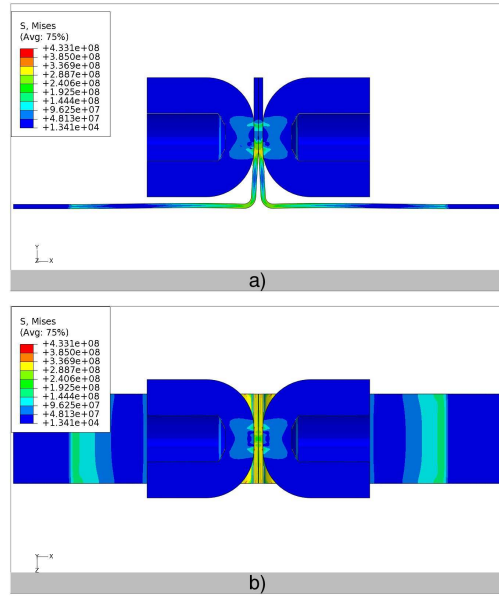 S, Mises
(Avg: 75%)
+4.331e+08
+3.850e+08
+3.369e+08
+2.887e+08
+2.406e+08
+1.925e+08
+1.444e+08
+9.625e+07
+4.813e+07
+1.341e+04
Y
Z X
a)
S, Mises
(Avg: 75%)
+4.331e+08
+3.850e+08
+3.369e+08
+2.887e+08
+2.406e+08
+1.925e+08
+1.444e+08
+9.625e+07
+4.813e+07
+1.341e+04
Y X
Z
b)